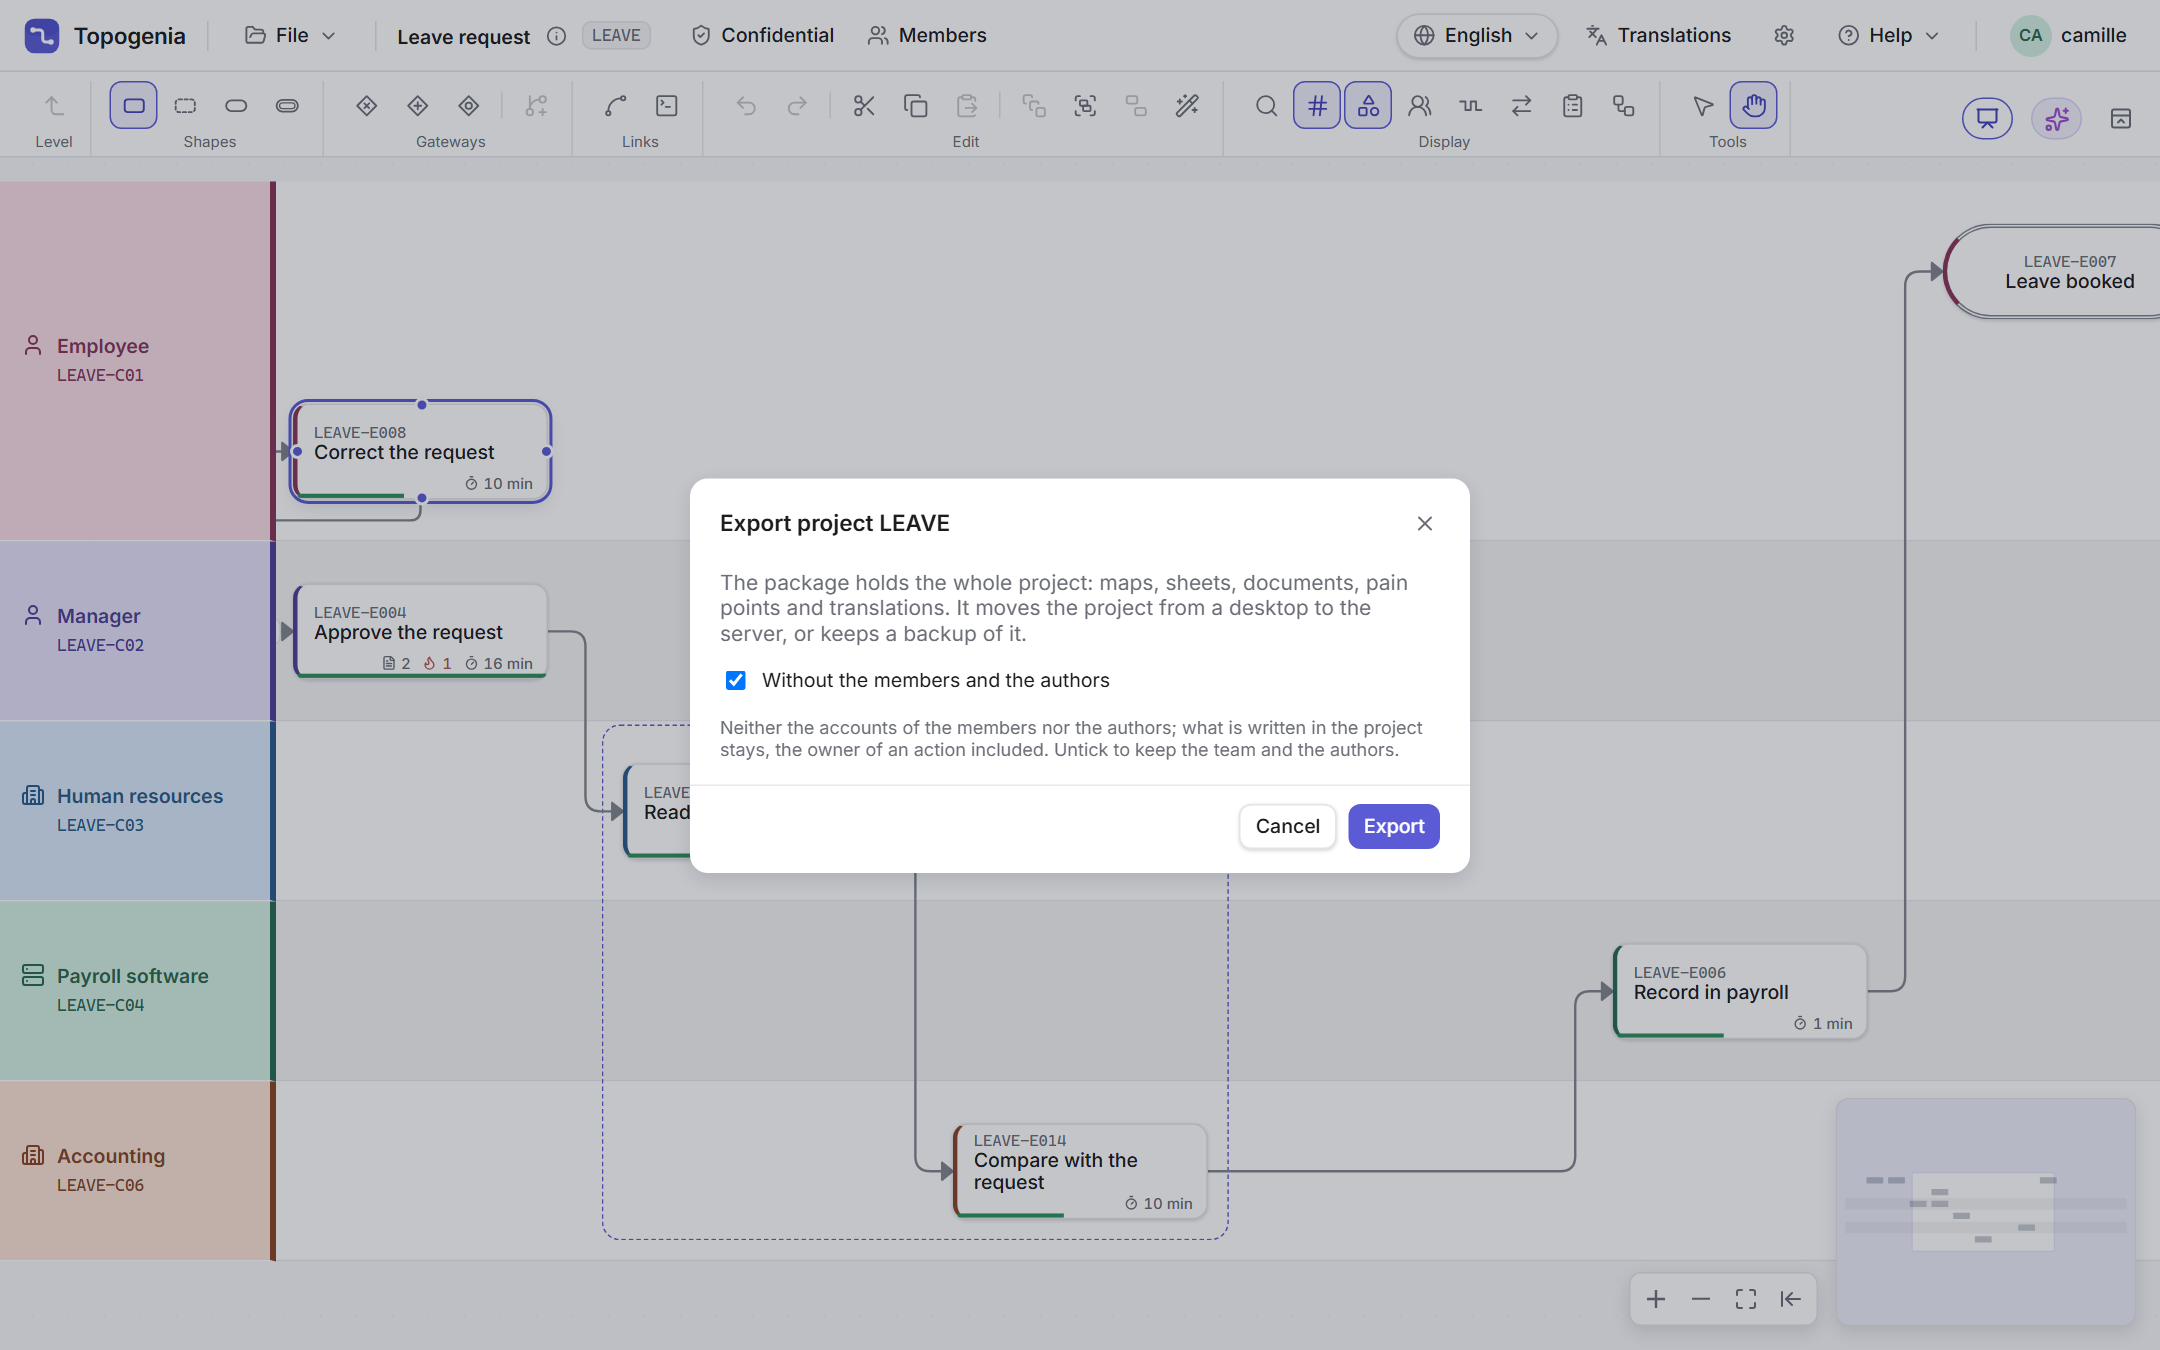 Topogenia
File
Leave request
LEAVE
Confidential
Members
English
Translations
Help
CA
camille
Level
Shapes
Gateways
Links
Edit
Display
Tools
LEAVE-E007
Leave booked
Employee
LEAVE-C01
LEAVE-E008
Correct the request
10 min
Manager
LEAVE-C02
LEAVE-E004
Approve the request
2 1 16 min
Export project LEAVE
The package holds the whole project: maps, sheets, documents, pain
points and translations. It moves the project from a desktop to the
server, or keeps a backup of it.
Without the members and the authors
Neither the accounts of the members nor the authors; what is written in the project
stays, the owner of an action included. Untick to keep the team and the authors.
Cancel
Export
Human resources
LEAVE-C03
LEAVE
Read
Payroll software
LEAVE-C04
LEAVE-E006
Record in payroll
1 min
Accounting
LEAVE-C06
LEAVE-E014
Compare with the
request
10 min